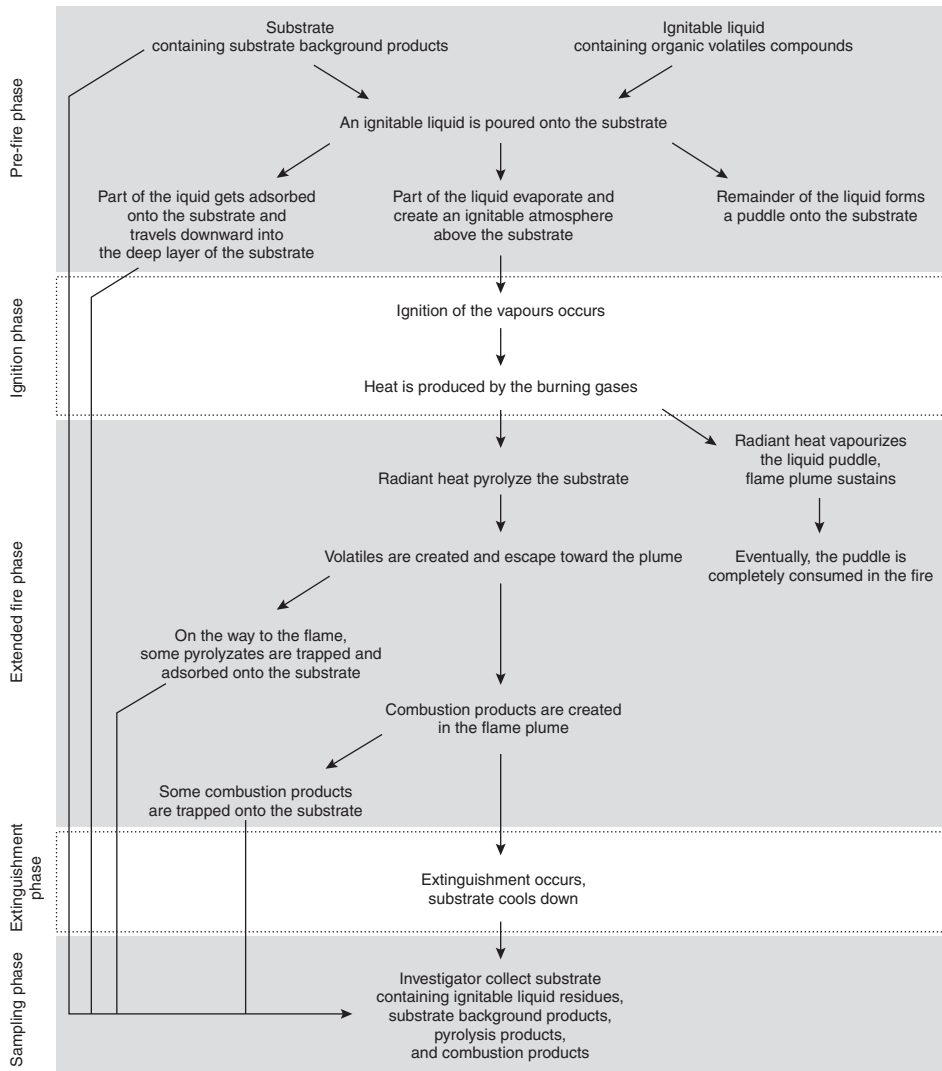 Pre-fire phase
Substrate
containing substrate background products
Ignitable liquid
containing organic volatiles compounds
An ignitable liquid is poured onto the substrate
Part of the iquid gets adsorbed
onto the substrate and
travels downward into
the deep layer of the substrate
Part of the liquid evaporate and
create an ignitable atmosphere
above the substrate
Remainder of the liquid forms
a puddle onto the substrate
Ignition phase
Ignition of the vapours occurs
Heat is produced by the burning gases
Extended fire phase
Radiant heat pyrolyze the substrate
Radiant heat vapourizes
the liquid puddle,
flame plume sustains
Volatiles are created and escape toward the plume
Eventually, the puddle is
completely consumed in the fire
On the way to the flame,
some pyrolyzates are trapped and
adsorbed onto the substrate
Combustion products are created
in the flame plume
Some combustion products
are trapped onto the substrate
Extinguishment
phase
Extinguishment occurs,
substrate cools down
Sampling phase
Investigator collect substrate
containing ignitable liquid residues,
substrate background products,
pyrolysis products,
and combustion products